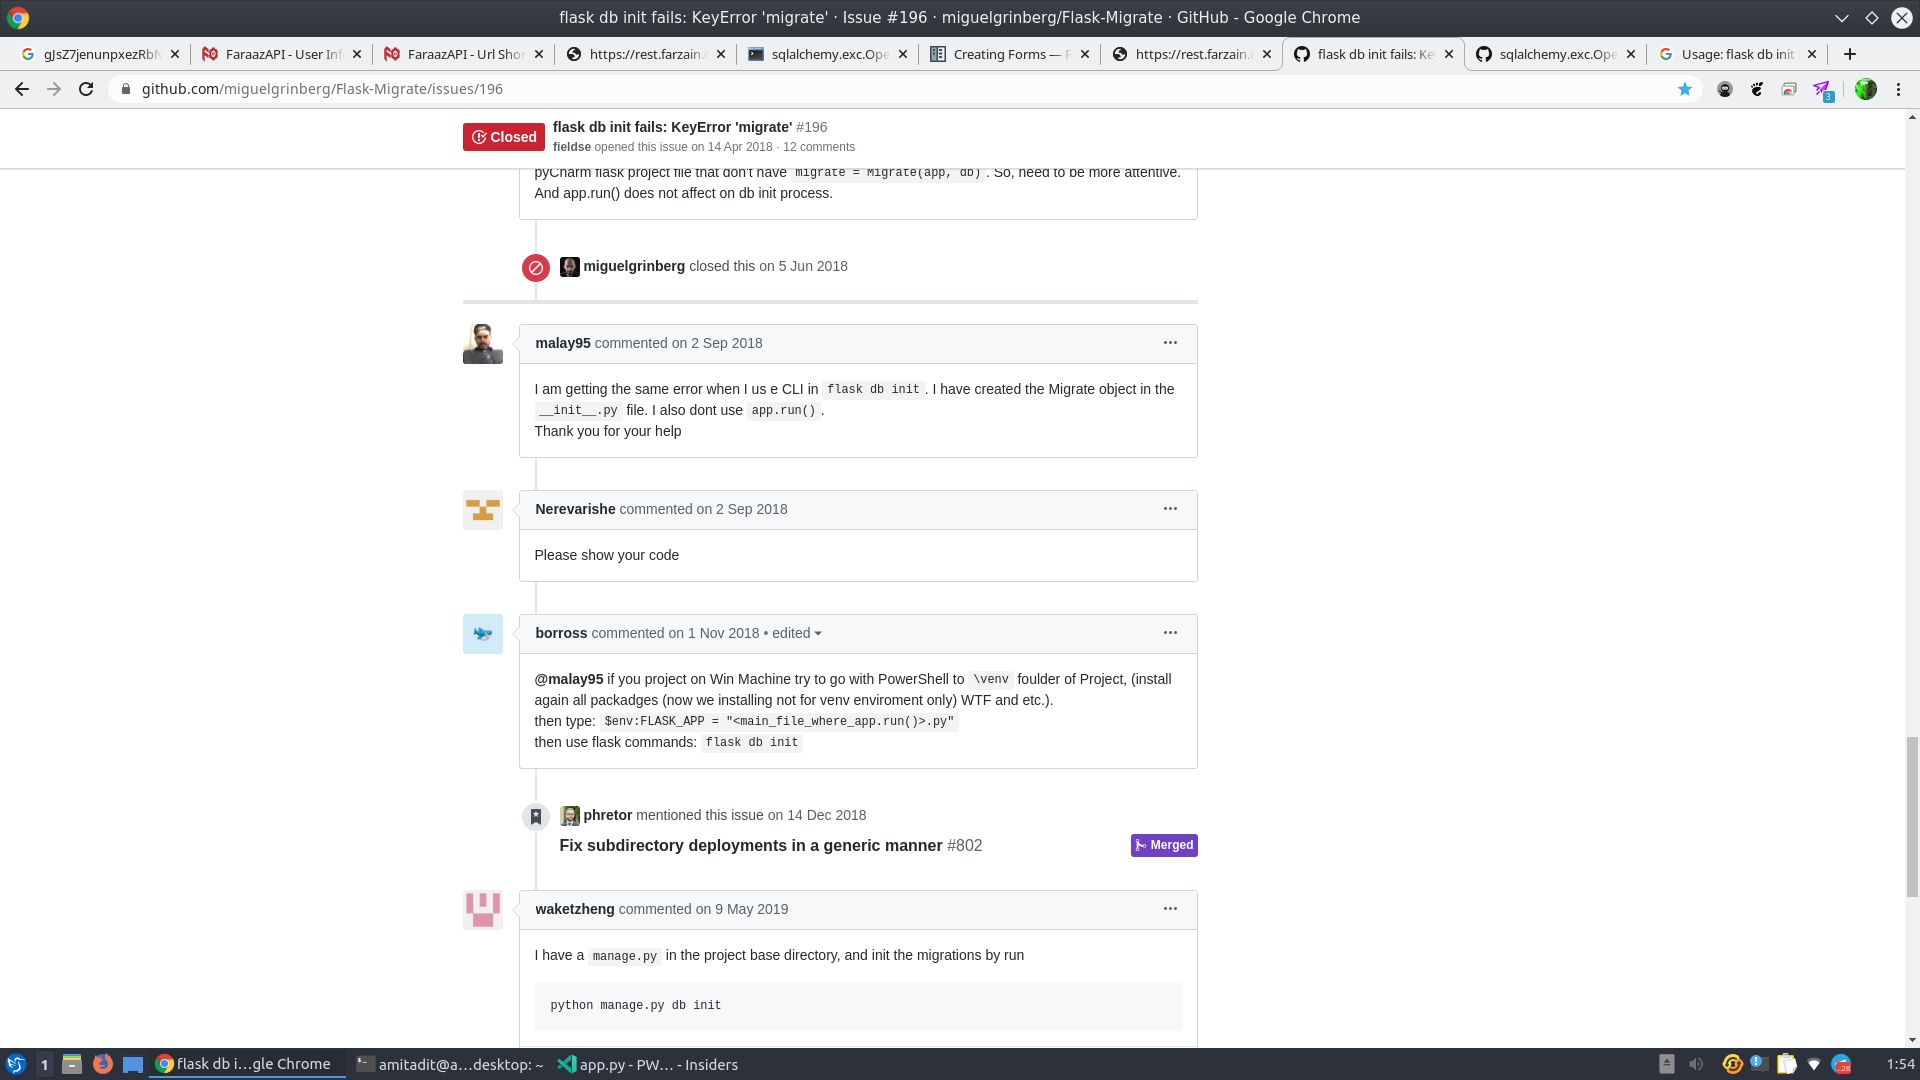 flask db init fails: KeyError 'migrate' · Issue #196 · miguelgrinberg/Flask-Migrate · GitHub - Google Chrome
FaraazAPI - User Inf
FaraazAPI - Url Shor
https://rest.farzain.
sqlalchemy.exc.Ope
Creating Forms —
https://rest.farzain.
flask db init fails: Ke
sqlalchemy.exc.Ope
Usage: flask db init
github.com/miguelgrinberg/Flask-Migrate/issues/196
3
Closed
flask db init fails: KeyError 'migrate' #196
fieldse opened this issue on 14 Apr 2018 · 12 comments
pyCharm flask project file that don't have migrate = Migrate(app, db) . So, need to be more attentive.
And app.run() does not affect on db init process.
miguelgrinberg closed this on 5 Jun 2018
malay95 commented on 2 Sep 2018
I am getting the same error when I us e CLI in flask db init . I have created the Migrate object in the
__init__.py file. I also dont use app.run() .
Thank you for your help
Nerevarishe commented on 2 Sep 2018
Please show your code
borross commented on 1 Nov 2018 • edited
@malay95 if you project on Win Machine try to go with PowerShell to \venv foulder of Project, (install
again all packadges (now we installing not for venv enviroment only) WTF and etc.).
then type: $env:FLASK_APP = "<main_file_where_app.run()>.py"
then use flask commands: flask db init
phretor mentioned this issue on 14 Dec 2018
Fix subdirectory deployments in a generic manner #802
Merged
waketzheng commented on 9 May 2019
I have a manage.py in the project base directory, and init the migrations by run
python manage.py db init
1
flask db i...gle Chrome
amitadit@a...desktop: ~
app.py - PW... - Insiders
1:54